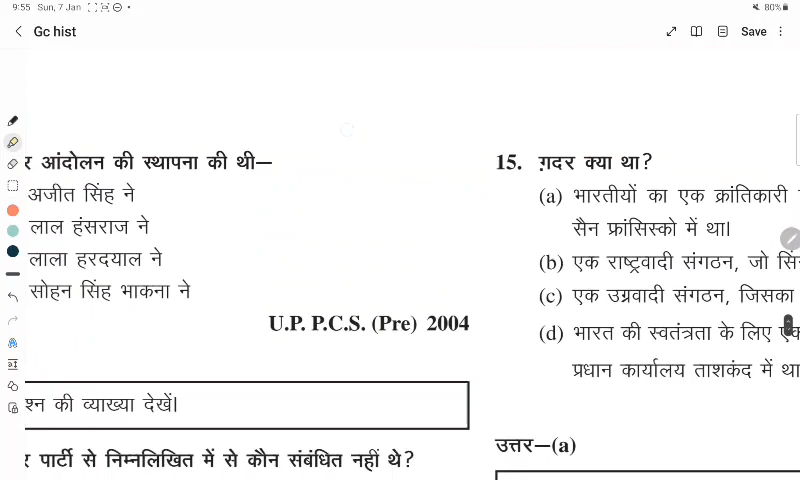 9:55 Sun, 7 Jan
80%
Gc hist
Save
आंदोलन की स्थापना की थी—
अजीत सिंह ने
लाल हंसराज ने
लाला हरदयाल ने
सोहन सिंह भाकना ने
U.P. P.C.S. (Pre) 2004
श्न की व्याख्या देखें।
पार्टी से निम्नलिखित में से कौन संबंधित नहीं थे?
15. ग़दर क्या था?
(a) भारतीयों का एक क्रांतिकारी
सैन फ्रांसिस्को में था।
(b) एक राष्ट्रवादी संगठन, जो
(c) एक उग्रवादी संगठन, जिसका
(d) भारत की स्वतंत्रता के लिए
प्रधान कार्यालय ताशकंद में था
उत्तर—(a)